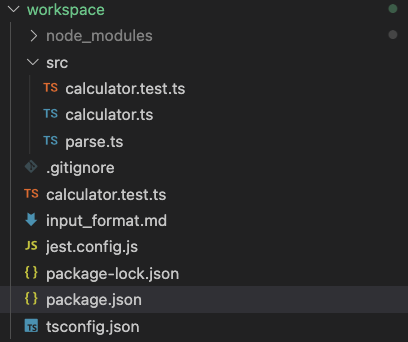 workspace
node_modules
src
TS calculator.test.ts
TS calculator.ts
TS parse.ts
.gitignore
TS calculator.test.ts
input_format.md
JS jest.config.js
{} package-lock.json
{} package.json
TS tsconfig.json